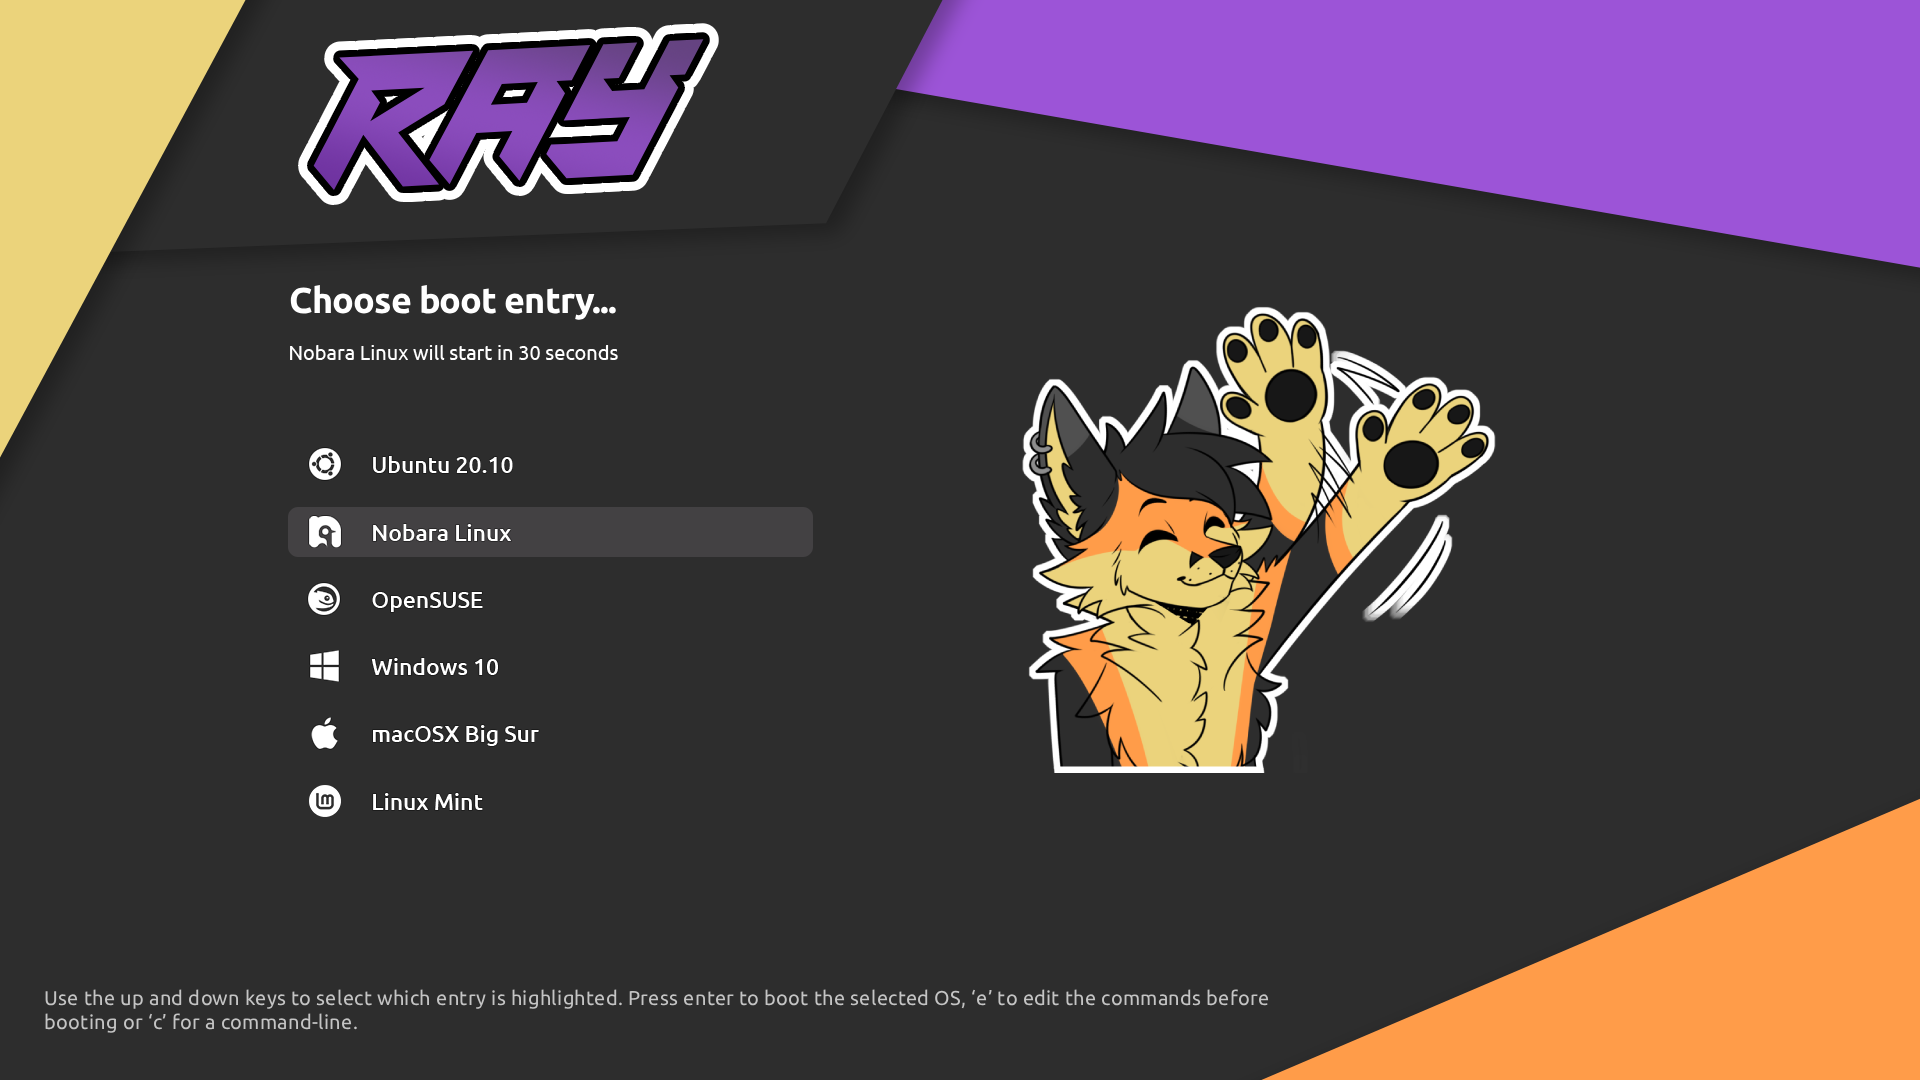 RAY
Choose boot entry...
Nobara Linux will start in 30 seconds
Ubuntu 20.10
Nobara Linux
OpenSUSE
Windows 10
macOSX Big Sur
Linux Mint
Use the up and down keys to select which entry is highlighted. Press enter to boot the selected OS, ‘e’ to edit the commands before
booting or ‘c’ for a command-line.